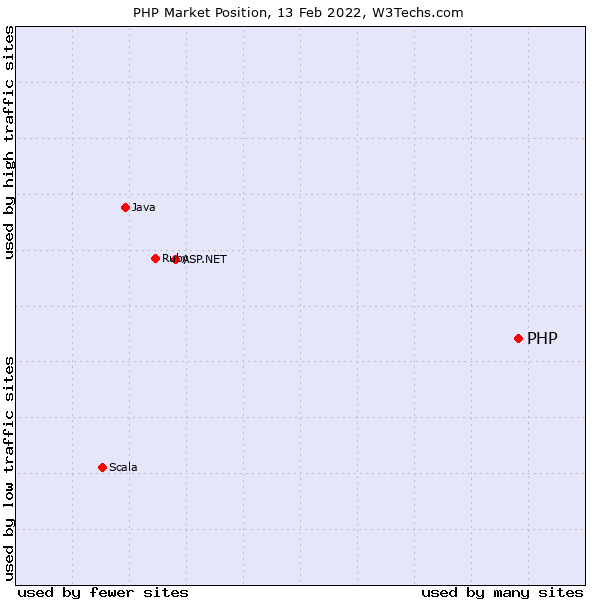 PHP Market Position, 13 Feb 2022, W3Techs.com
used by high traffic sites
Java
Ruby
ASP.NET
PHP
used by low traffic sites
Scala
used by fewer sites
used by many sites